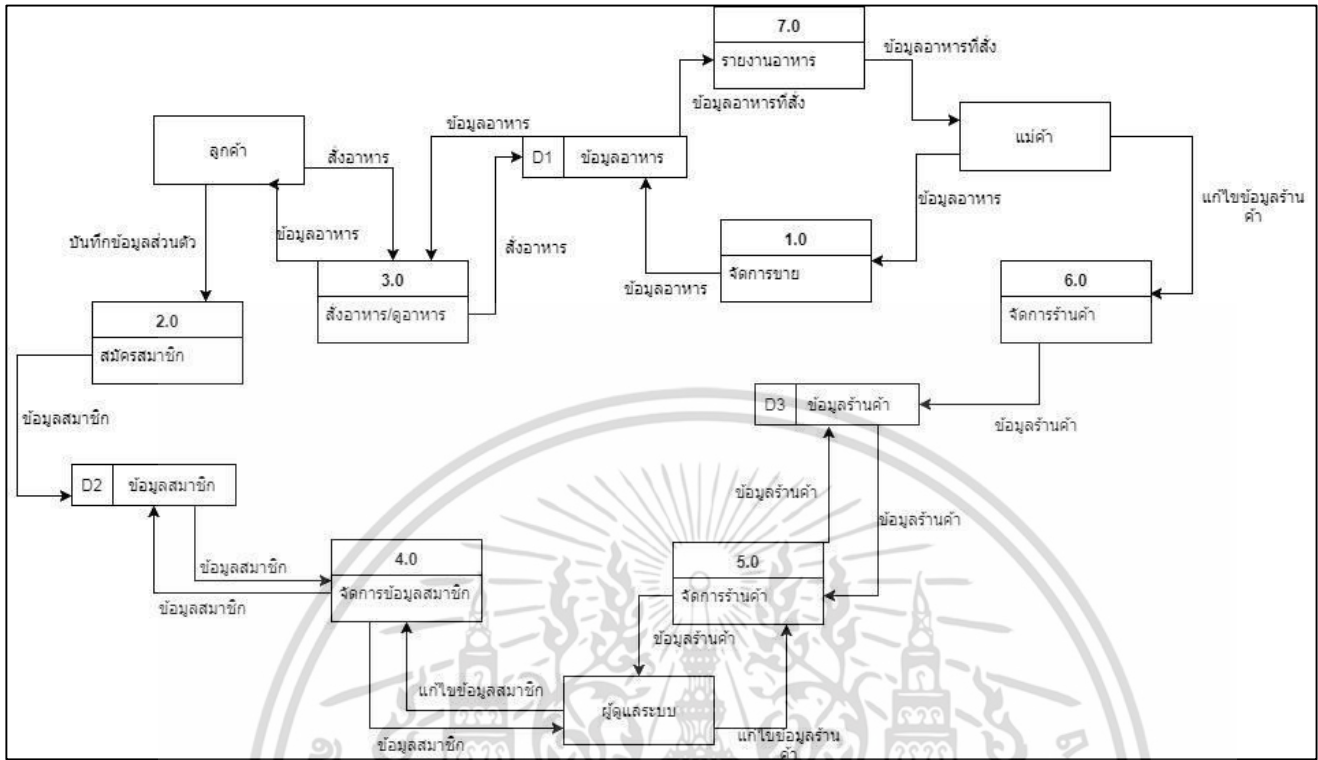 7.0
รายงานอาหาร
ข้อมูลอาหารที่สั่ง
ข้อมูลอาหารที่สั่ง
ลูกค้า
สั่งอาหาร
ข้อมูลอาหาร
D1 ข้อมูลอาหาร
แม่ค้า
แก้ไขข้อมูลร้าน
ค้า
บันทึกข้อมูลส่วนตัว
ข้อมูลอาหาร
สั่งอาหาร
ข้อมูลอาหาร
1.0
จัดการขาย
ข้อมูลอาหาร
3.0
สั่งอาหาร/ดูอาหาร
6.0
จัดการร้านค้า
2.0
สมัครสมาชิก
ข้อมูลสมาชิก
D3 ข้อมูลร้านค้า
ข้อมูลร้านค้า
D2 ข้อมูลสมาชิก
ข้อมูลร้านค้า
ข้อมูลร้านค้า
ข้อมูลสมาชิก
ข้อมูลสมาชิก
4.0
จัดการข้อมูลสมาชิก
5.0
จัดการร้านค้า
ข้อมูลร้านค้า
แก้ไขข้อมูลสมาชิก
ผู้ดูแลระบบ
ข้อมูลสมาชิก
แก้ไขข้อมูลร้าน
ค้า